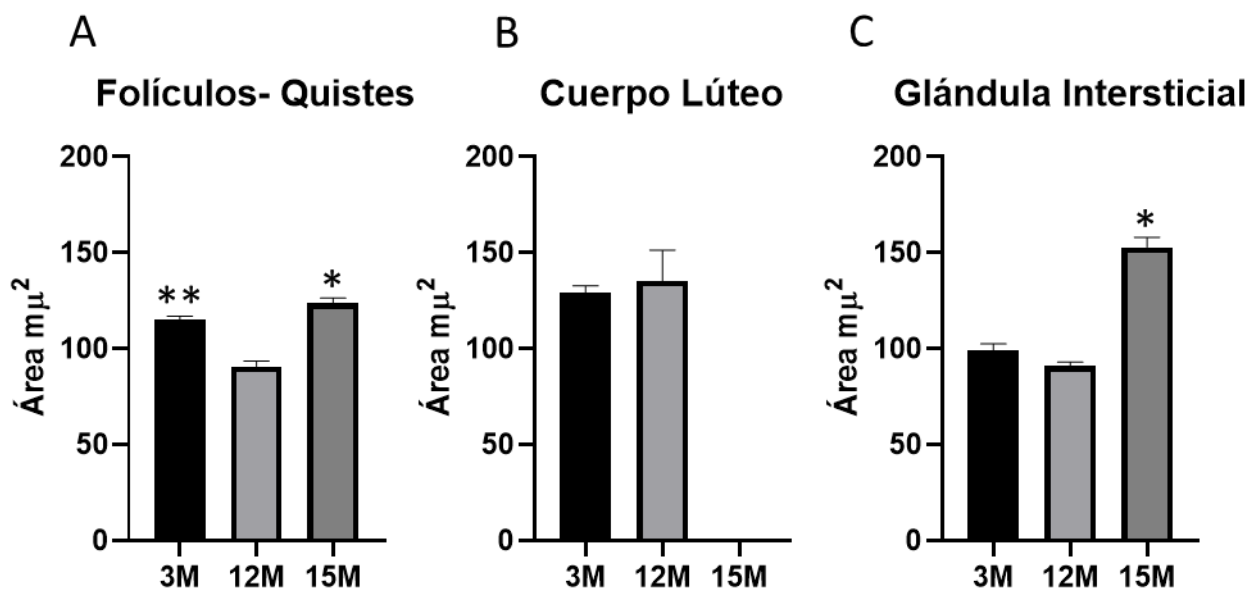 A
Folículos- Quistes
Área mµ²
200
150
100
50
0
**
*
3M 12M 15M
B
Cuerpo Lúteo
Área mµ²
200
150
100
50
0
3M 12M 15M
C
Glándula Intersticial
Área mµ²
200
150
100
50
0
*
3M 12M 15M